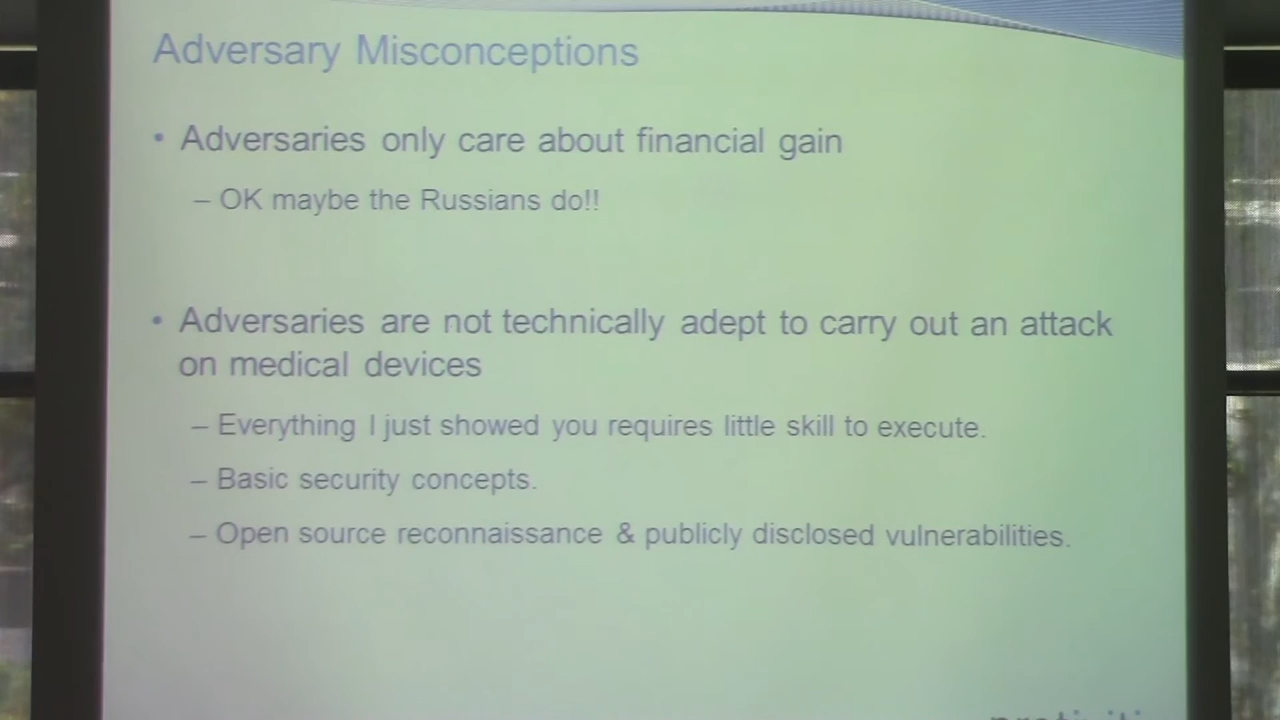 Adversary Misconceptions
• Adversaries only care about financial gain
– OK maybe the Russians do!!
• Adversaries are not technically adept to carry out an attack
on medical devices
– Everything I just showed you requires little skill to execute.
– Basic security concepts.
– Open source reconnaissance & publicly disclosed vulnerabilities.